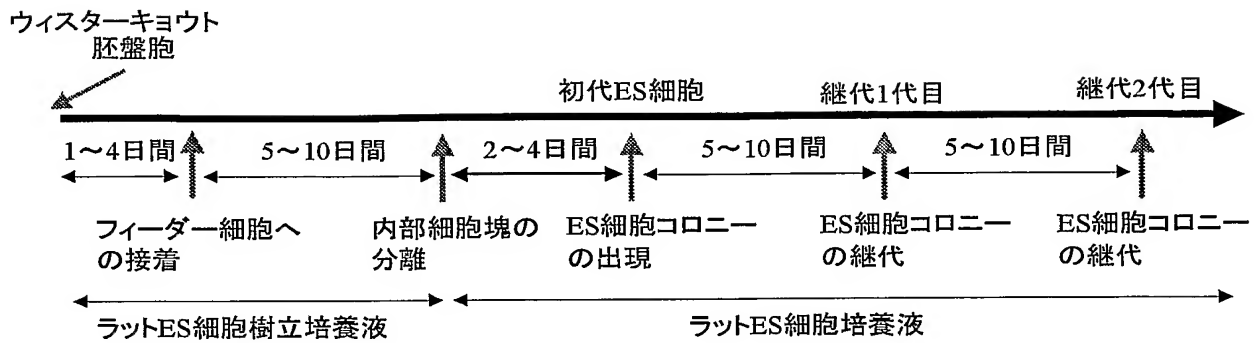 ウィスターキョウト
胚盤胞
初代ES細胞
継代1代目
継代2代目
1～4日間
5～10日間
2～4日間
5～10日間
5～10日間
フィーダー細胞へ
の接着
内部細胞塊の
分離
ES細胞コロニー
の出現
ES細胞コロニー
の継代
ES細胞コロニー
の継代
ラットES細胞樹立培養液
ラットES細胞培養液